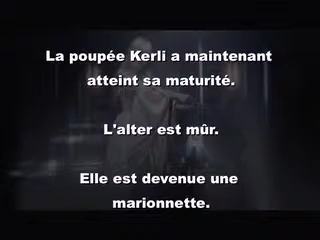 La poupée Kerli a maintenant
atteint sa maturité.
L'alter est mûr.
Elle est devenue une
marionnette.